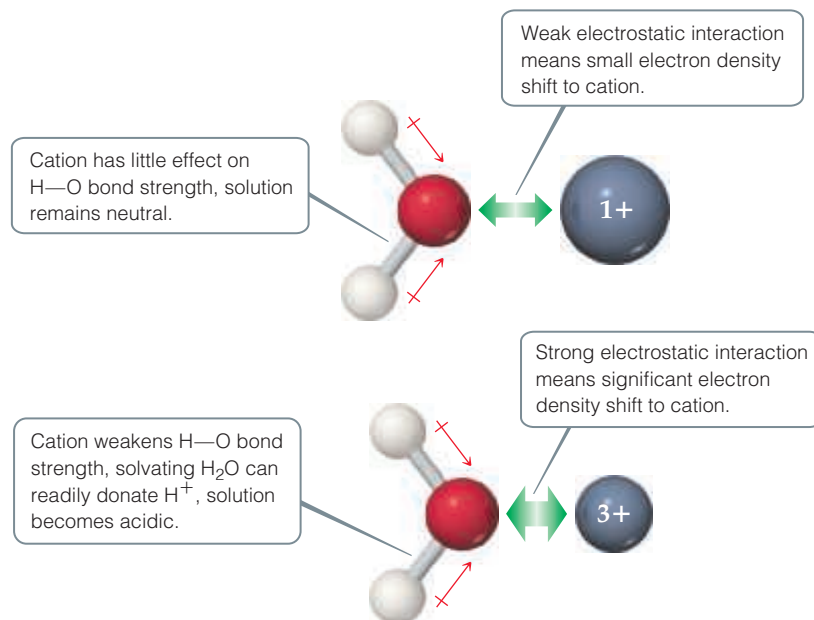 Weak electrostatic interaction
means small electron density
shift to cation.
Cation has little effect on
H—O bond strength, solution
remains neutral.
1+
Strong electrostatic interaction
means significant electron
density shift to cation.
Cation weakens H—O bond
strength, solvating H₂O can
readily donate H⁺, solution
becomes acidic.
3+